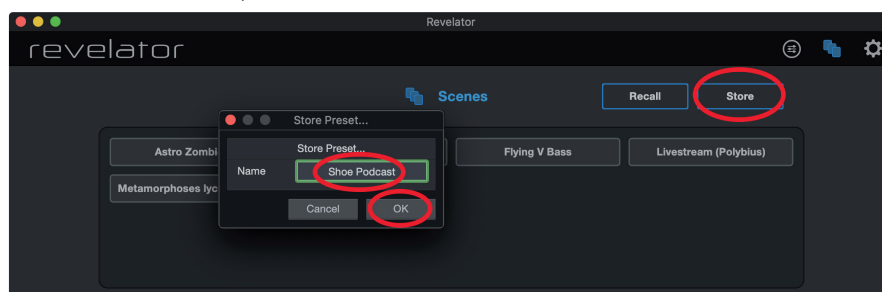 Revelator
revelator
Scenes
Recall
Store
Store Preset...
Astro Zombi
Store Preset...
Flying V Bass
Livestream (Polybius)
Name
Shoe Podcast
Metamorphoses lyc
Cancel
OK